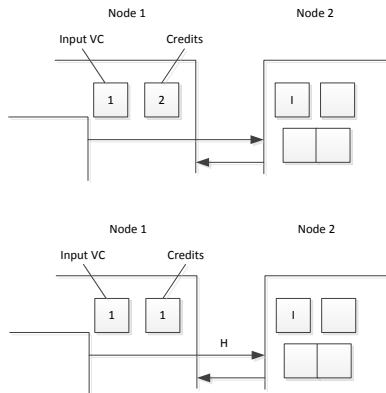 Node 1 Node 2
Input VC Credits
1 2 I
Node 1 Node 2
Input VC Credits
1 1 I
H